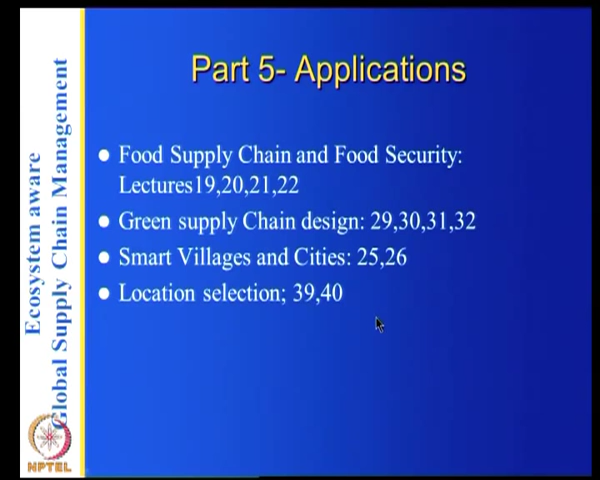 Part 5- Applications
Food Supply Chain and Food Security:
Lectures19,20,21,22
Green supply Chain design: 29,30,31,32
Smart Villages and Cities: 25,26
Location selection; 39,40
Ecosystem aware
Global Supply Chain Management
NPTEL